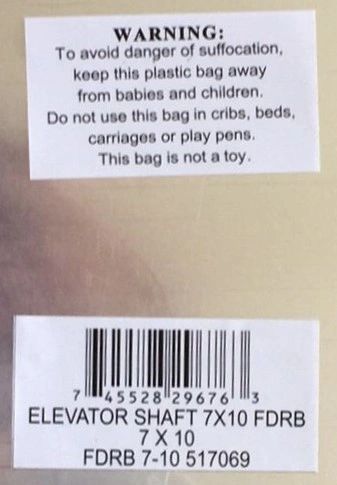 WARNING:
To avoid danger of suffocation,
keep this plastic bag away
from babies and children.
Do not use this bag in cribs, beds,
carriages or play pens.
This bag is not a toy.
7 45528 29676 3
ELEVATOR SHAFT 7X10 FDRB
7 X 10
FDRB 7-10 517069